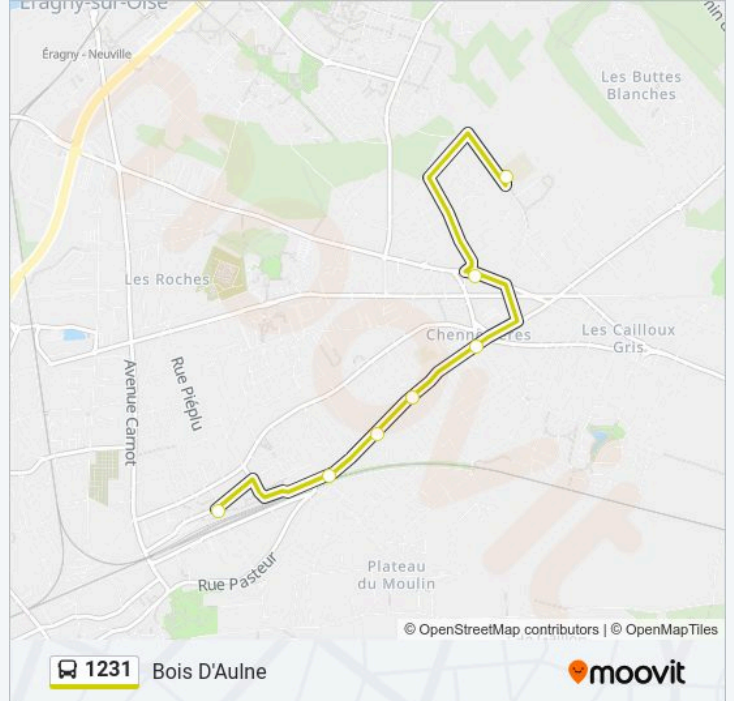 Éragny-sur-Oise
Éragny - Neuville
Les Buttes
Blanches
Les Roches
Les Cailloux
Gris
Rue Piéplu
Avenue Carnot
Plateau
du Moulin
Rue Pasteur
© OpenStreetMap contributors | © OpenMapTiles
1231 Bois D'Aulne
moovit